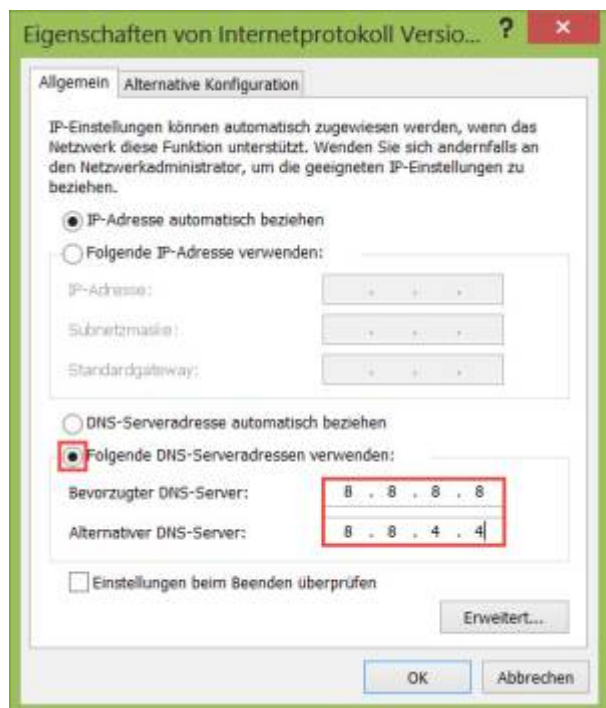 Eigenschaften von Internetprotokoll Versio... ?
Allgemein Alternative Konfiguration
IP-Einstellungen können automatisch zugewiesen werden, wenn das
Netzwerk diese Funktion unterstützt. Wenden Sie sich andernfalls an
den Netzwerkadministrator, um die geeigneten IP-Einstellungen zu
beziehen.
IP-Adresse automatisch beziehen
Folgende IP-Adresse verwenden:
IP-Adresse: . . .
Subnetzmaske: . . .
Standardgateway: . . .
DNS-Serveradresse automatisch beziehen
Folgende DNS-Serveradressen verwenden:
Bevorzugter DNS-Server: 8 . 8 . 8 . 8
Alternativer DNS-Server: 8 . 8 . 4 . 4
Einstellungen beim Beenden überprüfen
Erweitert...
OK Abbrechen